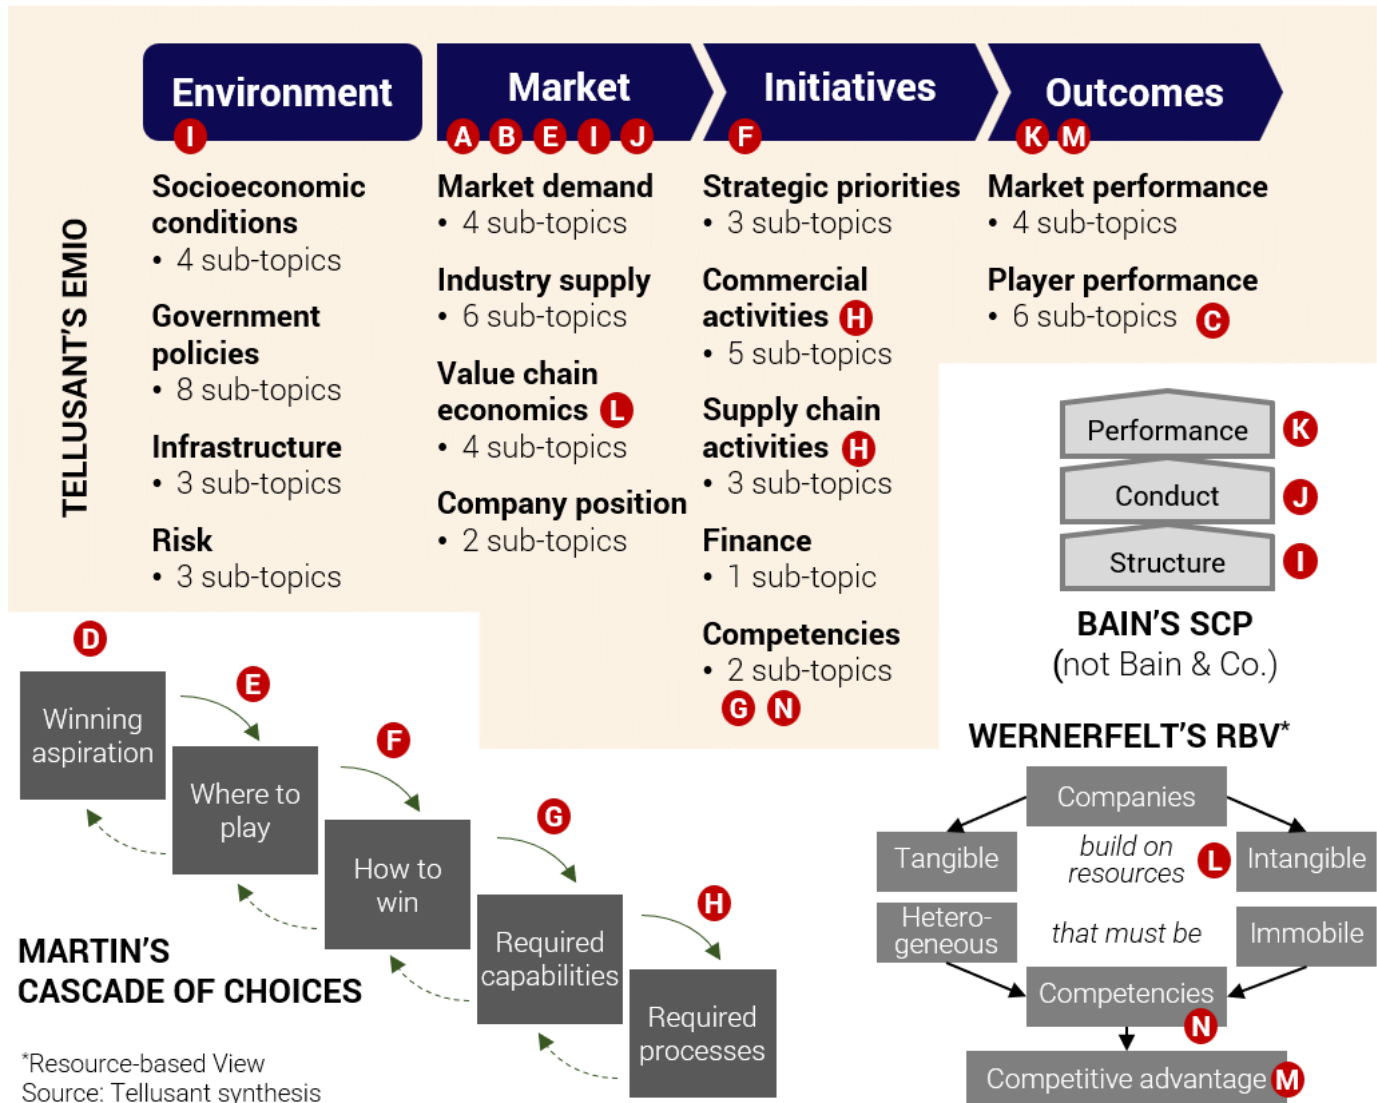 TELLUSANT'S EMIO
Environment
I
Socioeconomic
conditions
• 4 sub-topics
Government
policies
• 8 sub-topics
Infrastructure
• 3 sub-topics
Risk
• 3 sub-topics
Market
A B E I J
Market demand
• 4 sub-topics
Industry supply
• 6 sub-topics
Value chain
economics L
• 4 sub-topics
Company position
• 2 sub-topics
Initiatives
F
Strategic priorities
• 3 sub-topics
Commercial
activities H
• 5 sub-topics
Supply chain
activities H
• 3 sub-topics
Finance
• 1 sub-topic
Competencies
• 2 sub-topics
G N
Outcomes
K M
Market performance
• 4 sub-topics
Player performance
• 6 sub-topics C
Performance K
Conduct J
Structure I
BAIN'S SCP
(not Bain & Co.)
D
Winning
aspiration
E
Where to
play
F
How to
win
G
Required
capabilities
H
Required
processes
MARTIN'S
CASCADE OF CHOICES
WERNERFELT'S RBV*
Companies
Tangible
build on
resources L
Intangible
Hetero-
geneous
that must be
Immobile
Competencies
N
Competitive advantage M
*Resource-based View
Source: Tellusant synthesis